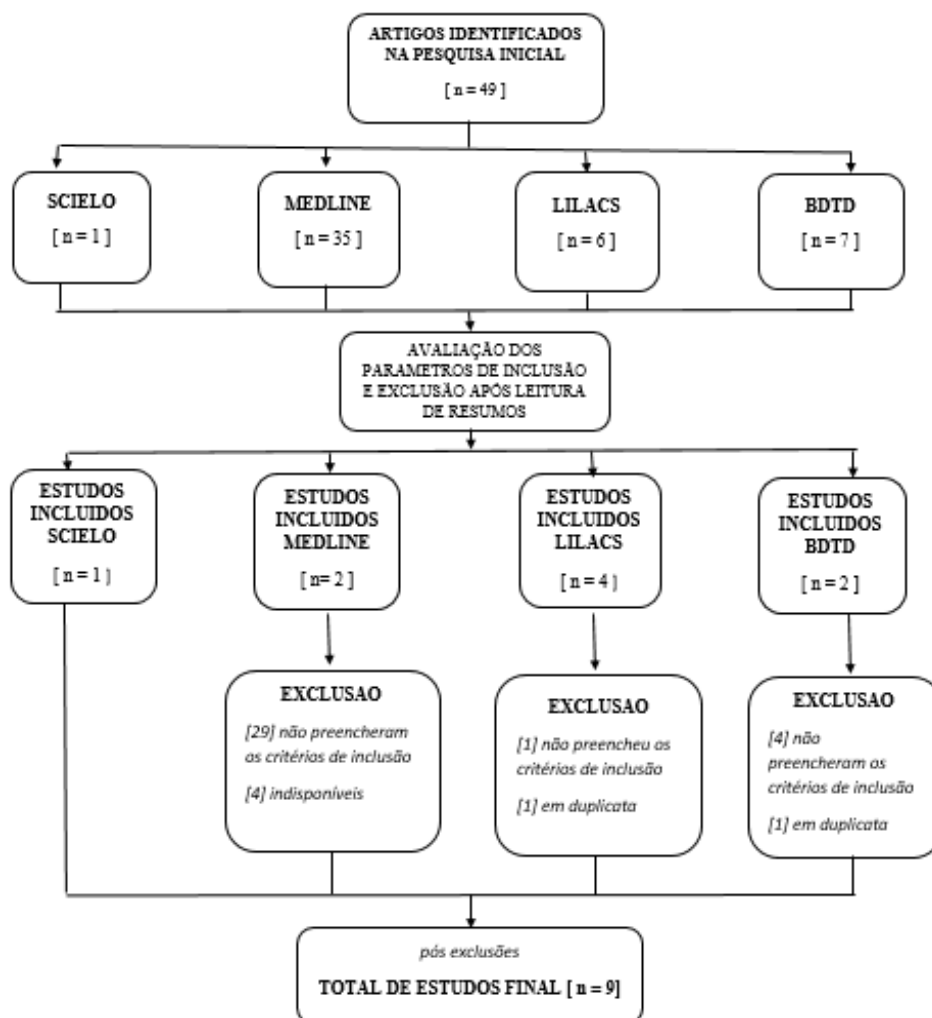 ARTIGOS IDENTIFICADOS
NA PESQUISA INICIAL
[ n = 49 ]
SCIELO
[ n = 1 ]
MEDLINE
[ n = 35 ]
LILACS
[ n = 6 ]
BDTD
[ n = 7 ]
AVALIAÇÃO DOS
PARAMETROS DE INCLUSÃO
E EXCLUSÃO APÓS LEITURA
DE RESUMOS
ESTUDOS
INCLUIDOS
SCIELO
[ n = 1 ]
ESTUDOS
INCLUIDOS
MEDLINE
[ n= 2 ]
ESTUDOS
INCLUIDOS
LILACS
[ n = 4 ]
ESTUDOS
INCLUIDOS
BDTD
[ n = 2 ]
EXCLUSAO
[29] não preencheram
os critérios de inclusão
[4] indisponíveis
EXCLUSAO
[1] não preencheu os
critérios de inclusão
[1] em duplicata
EXCLUSAO
[4] não
preencheram os
critérios de inclusão
[1] em duplicata
pós exclusões
TOTAL DE ESTUDOS FINAL [ n = 9]